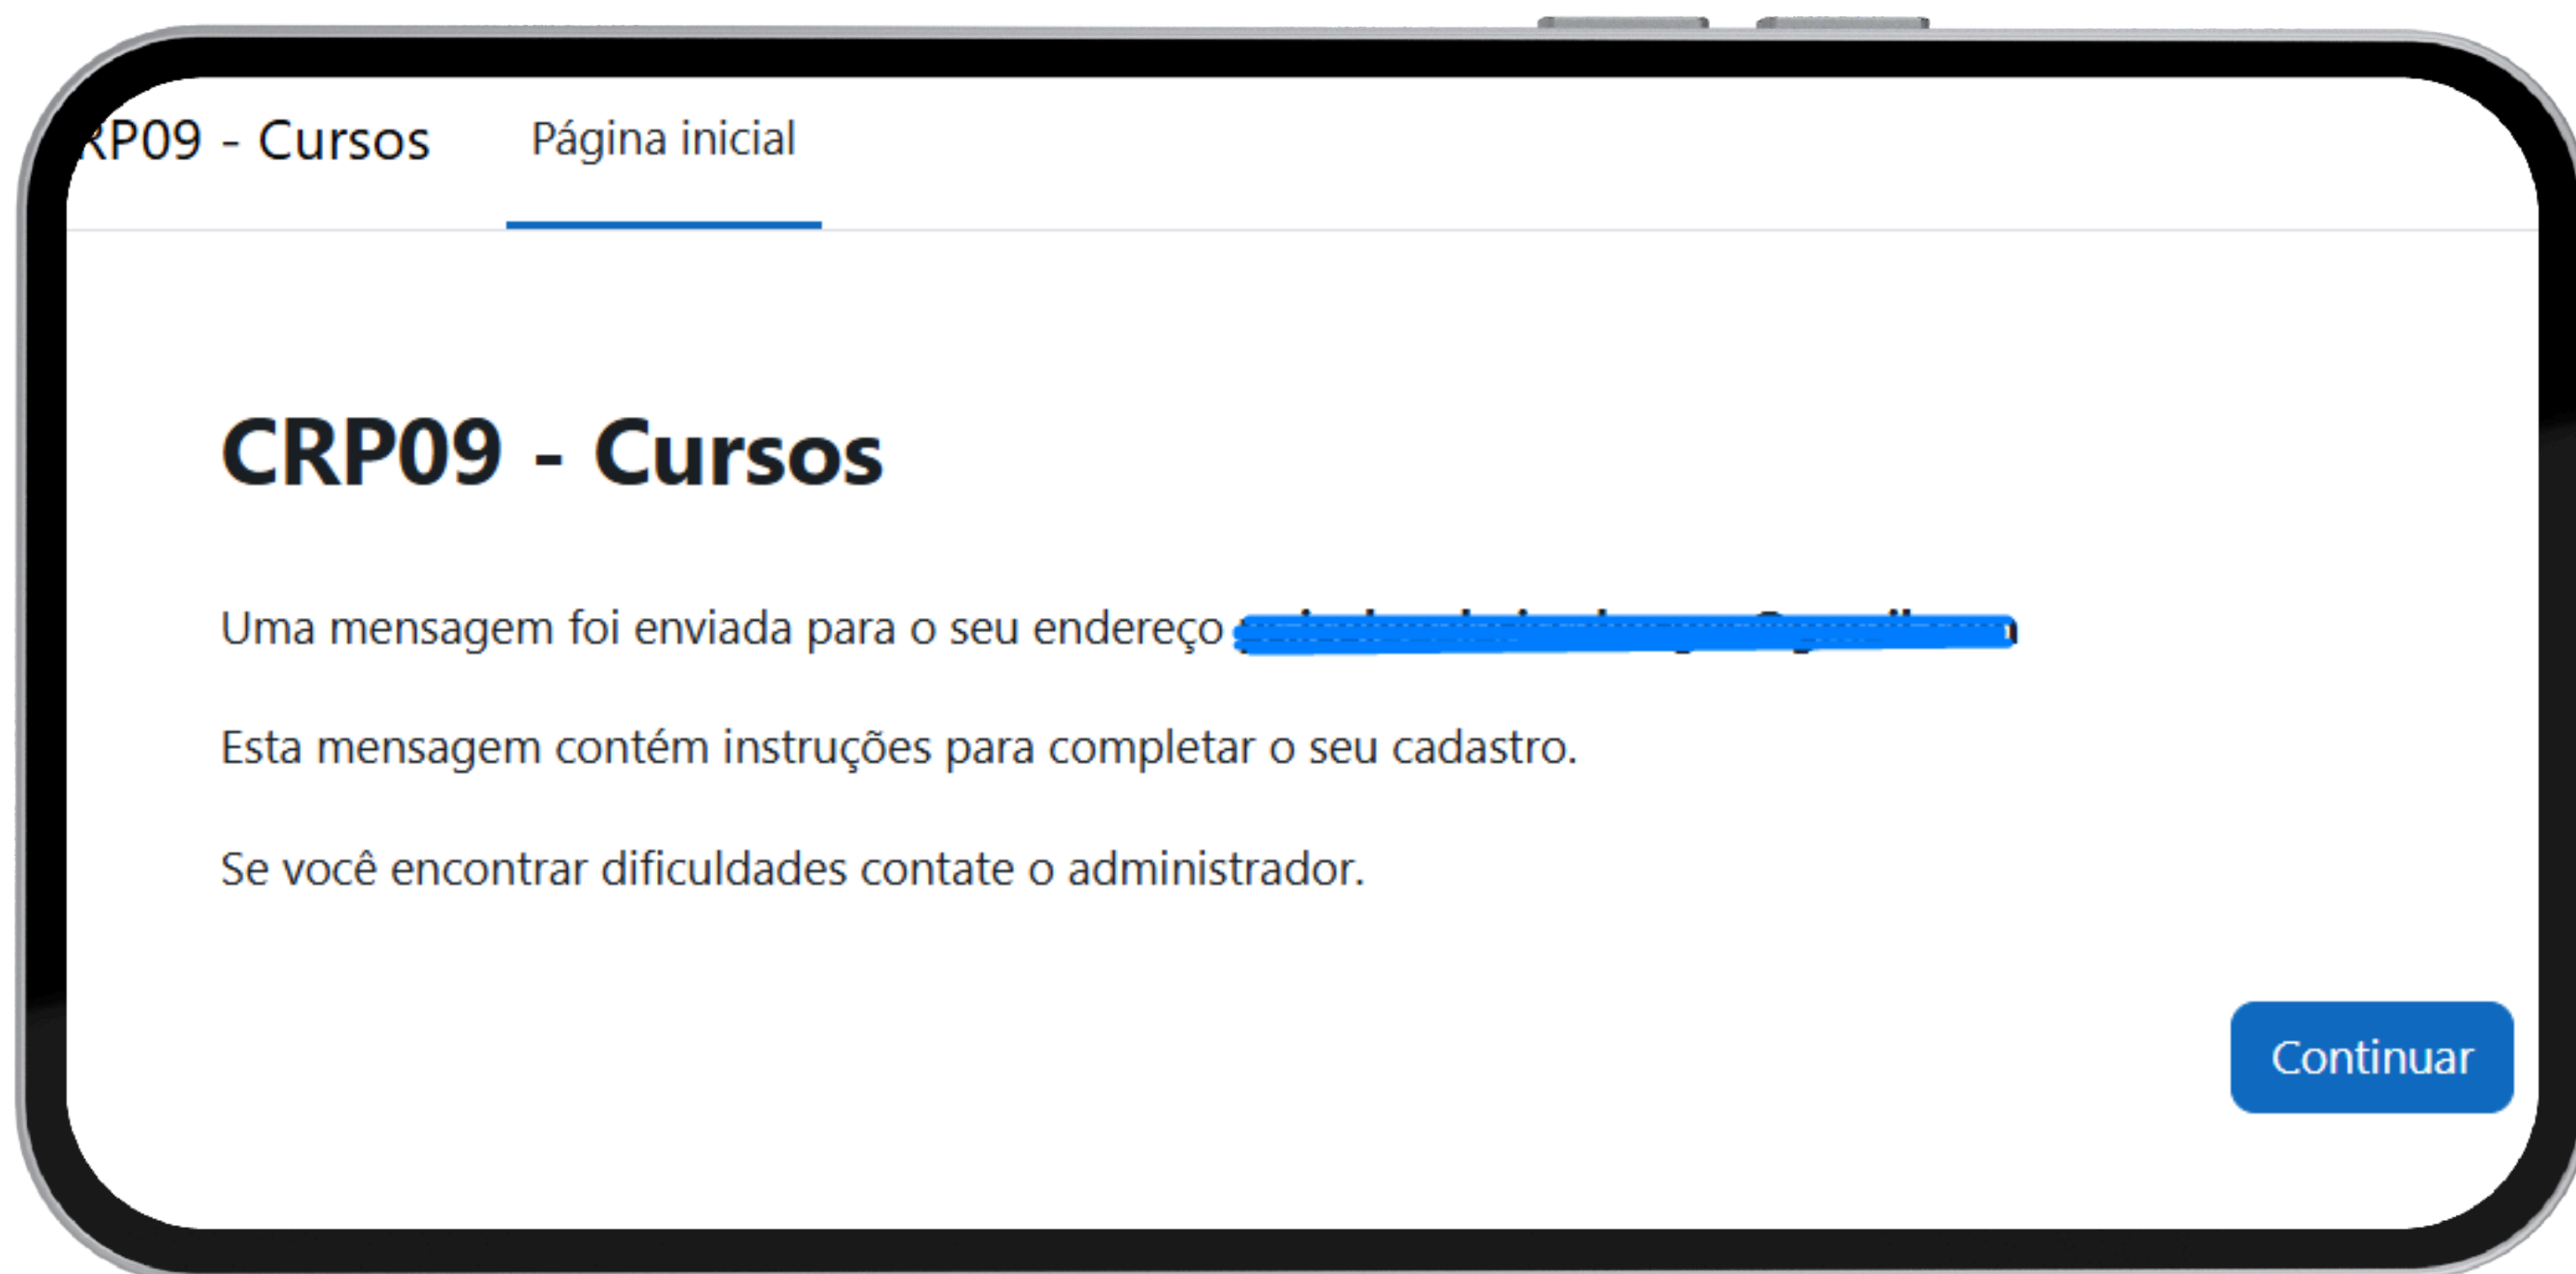 RP09 - Cursos
Página inicial
CRP09 - Cursos
Uma mensagem foi enviada para o seu endereço
Esta mensagem contém instruções para completar o seu cadastro.
Se você encontrar dificuldades contate o administrador.
Continuar